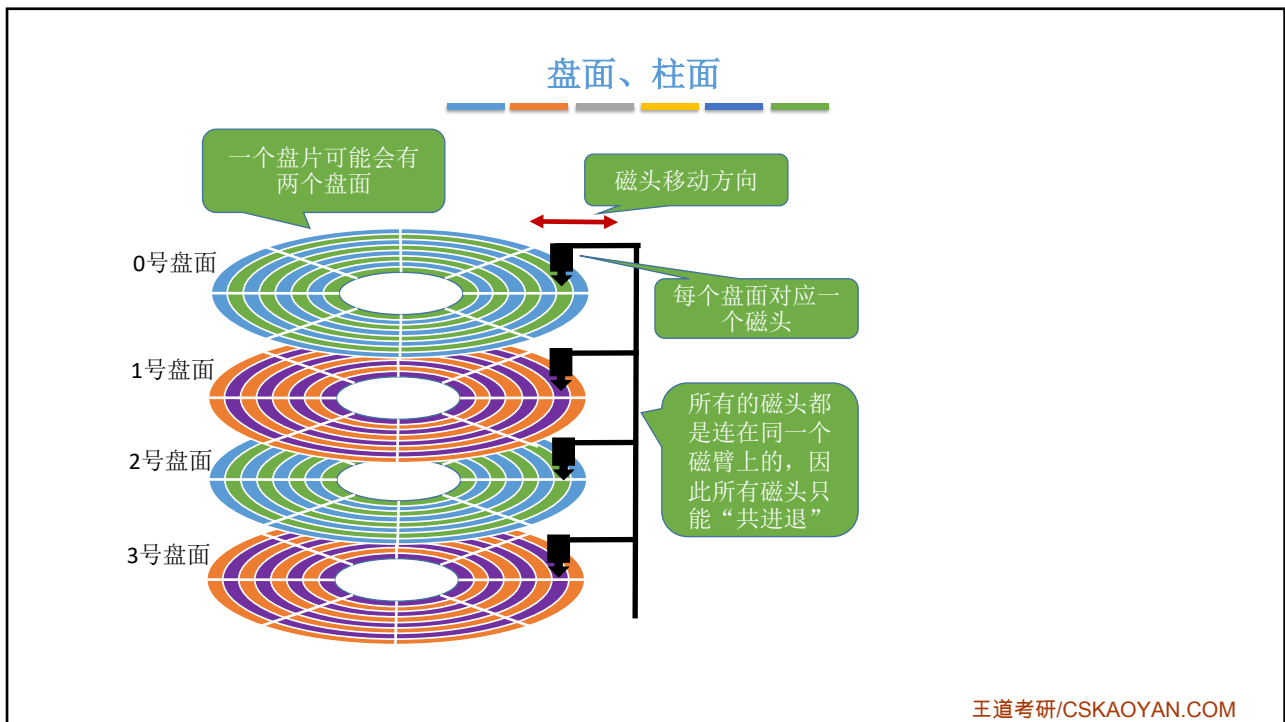 盘面、柱面
一个盘片可能会有
两个盘面
磁头移动方向
0号盘面
每个盘面对应一
个磁头
1号盘面
所有的磁头都
是连在同一个
磁臂上的，因
此所有磁头只
能“共进退”
2号盘面
3号盘面
王道考研/CSKAOYAN.COM